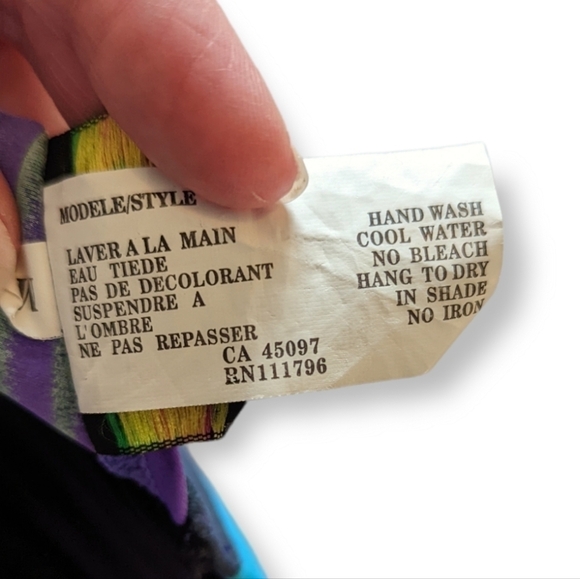 MODELE/STYLE
LAVER A LA MAIN
EAU TIEDE
PAS DE DECOLORANT
SUSPENDRE A
L'OMBRE
NE PAS REPASSER
CA 45097
RN111796
HAND WASH
COOL WATER
NO BLEACH
HANG TO DRY
IN SHADE
NO IRON